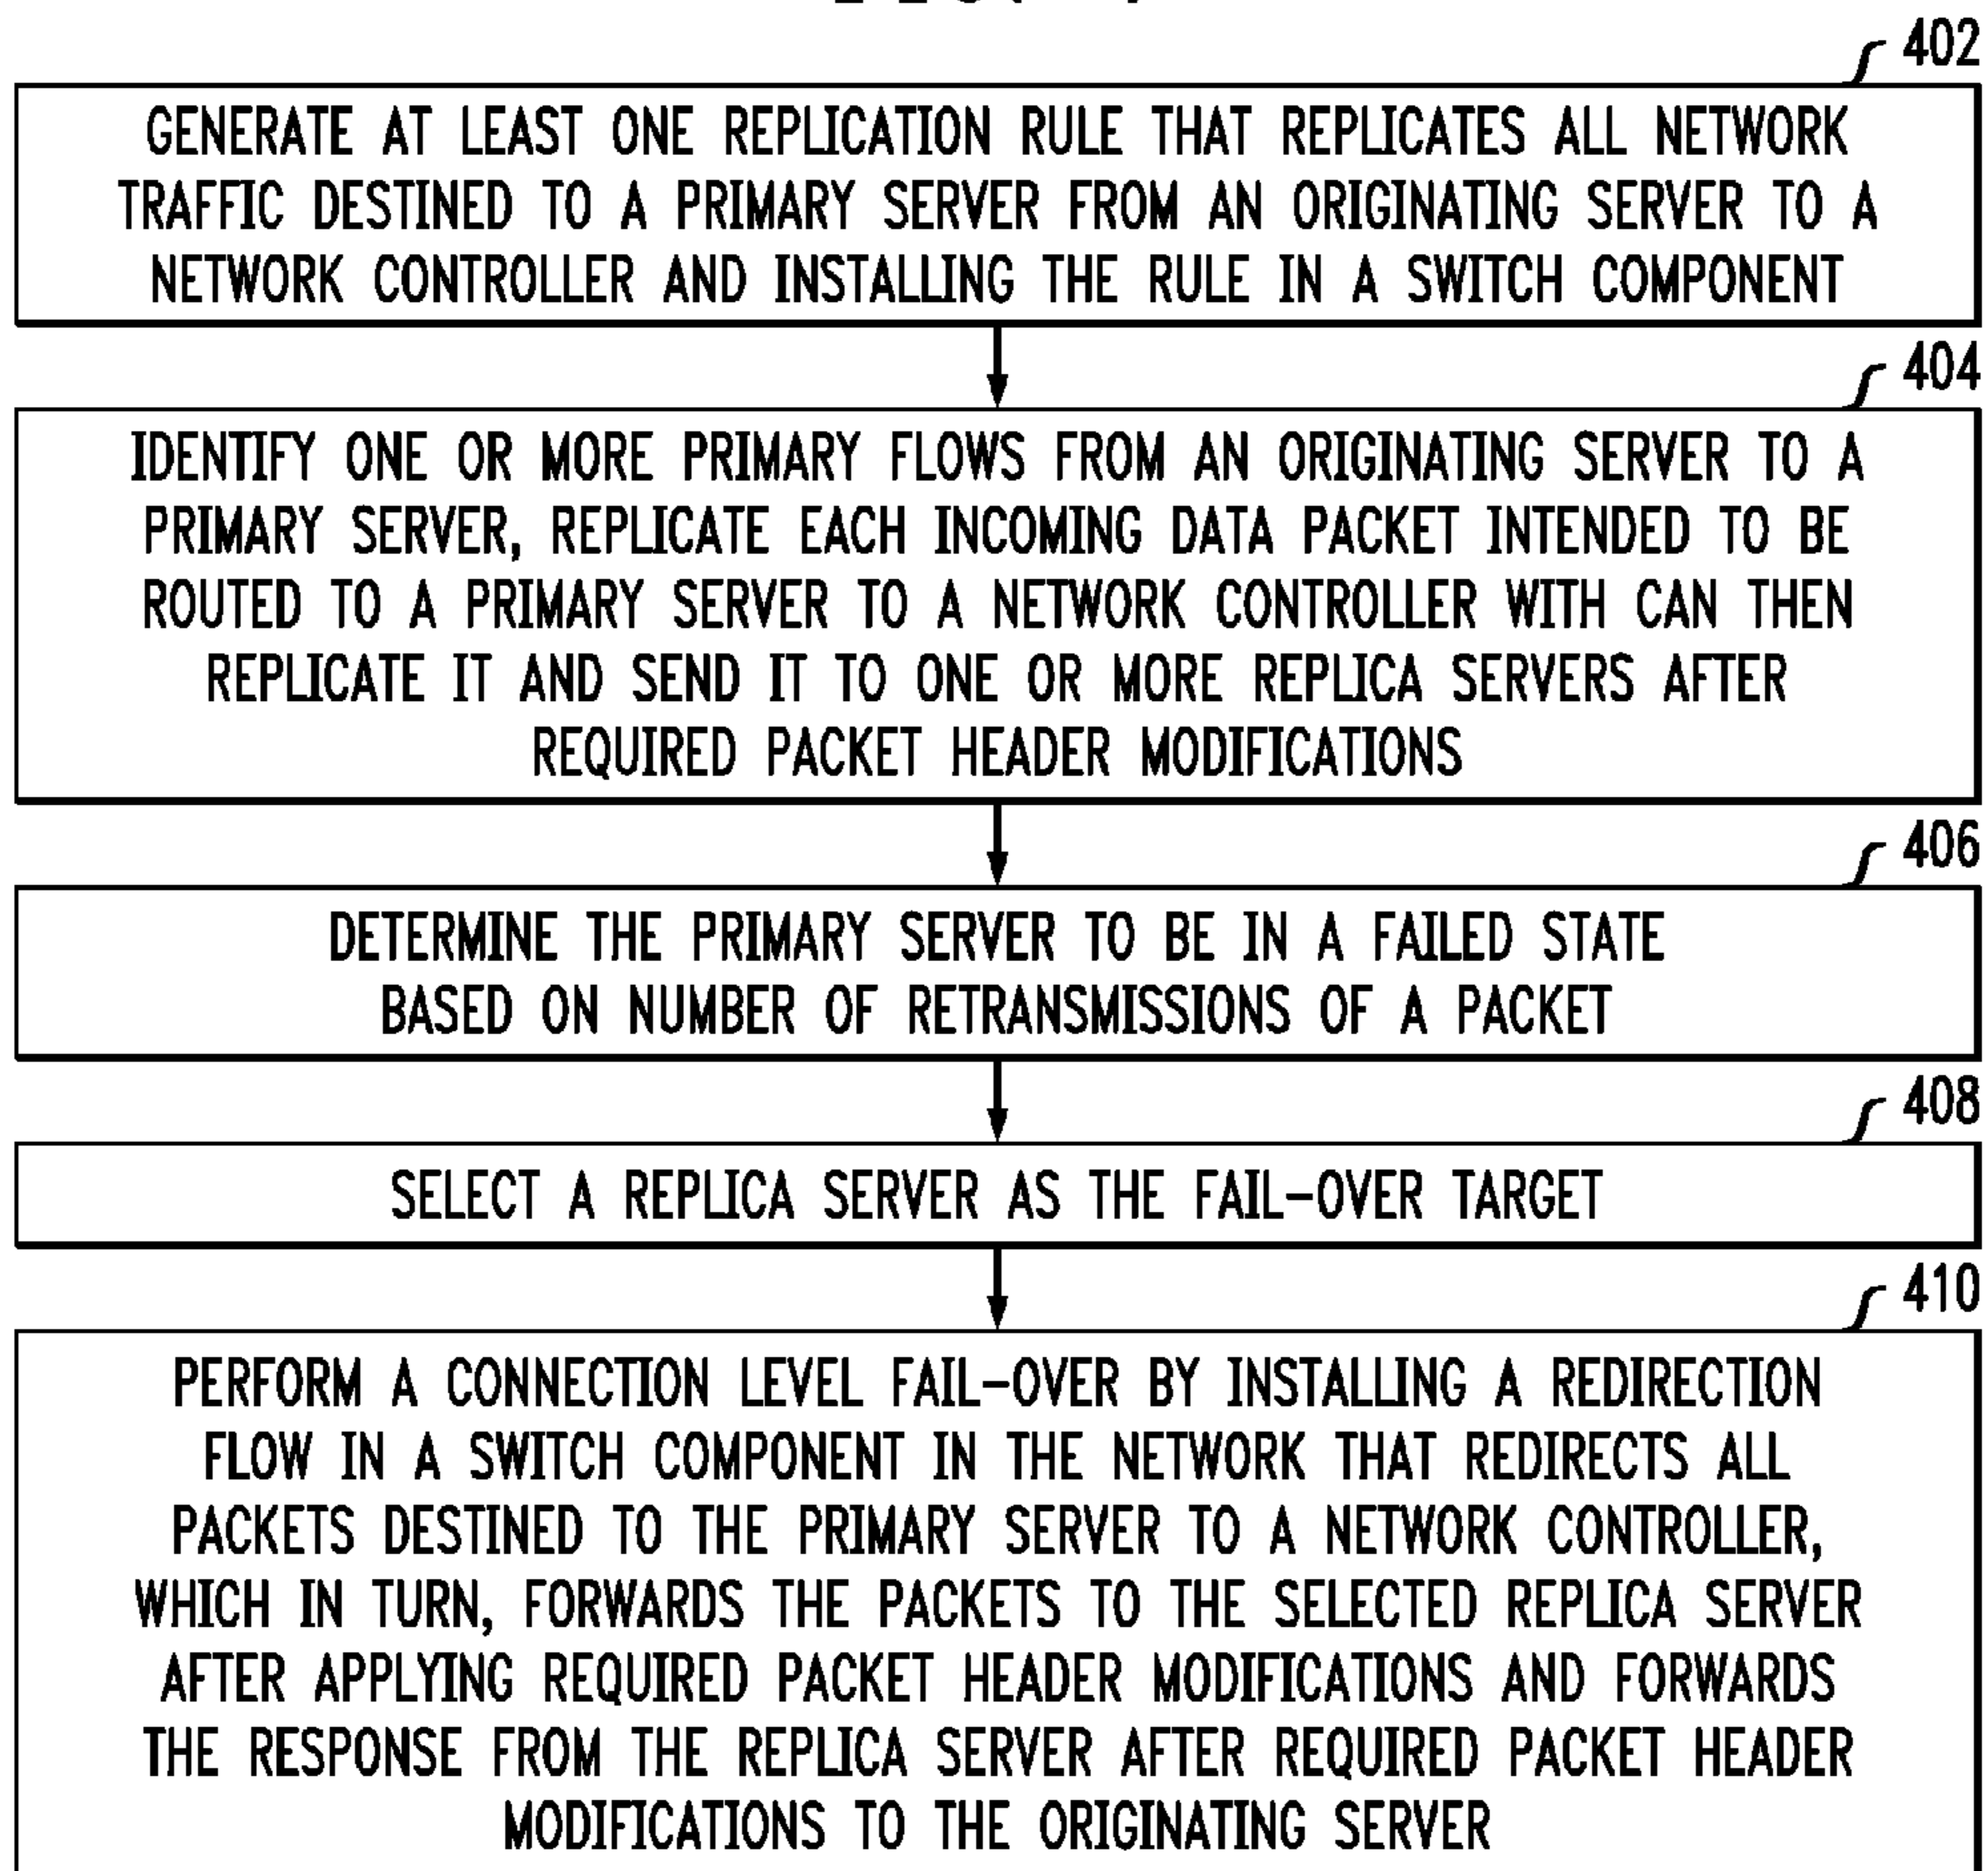 402
GENERATE AT LEAST ONE REPLICATION RULE THAT REPLICATES ALL NETWORK
TRAFFIC DESTINED TO A PRIMARY SERVER FROM AN ORIGINATING SERVER TO A
NETWORK CONTROLLER AND INSTALLING THE RULE IN A SWITCH COMPONENT
404
IDENTIFY ONE OR MORE PRIMARY FLOWS FROM AN ORIGINATING SERVER TO A
PRIMARY SERVER, REPLICATE EACH INCOMING DATA PACKET INTENDED TO BE
ROUTED TO A PRIMARY SERVER TO A NETWORK CONTROLLER WITH CAN THEN
REPLICATE IT AND SEND IT TO ONE OR MORE REPLICA SERVERS AFTER
REQUIRED PACKET HEADER MODIFICATIONS
406
DETERMINE THE PRIMARY SERVER TO BE IN A FAILED STATE
BASED ON NUMBER OF RETRANSMISSIONS OF A PACKET
408
SELECT A REPLICA SERVER AS THE FAIL-OVER TARGET
410
PERFORM A CONNECTION LEVEL FAIL-OVER BY INSTALLING A REDIRECTION
FLOW IN A SWITCH COMPONENT IN THE NETWORK THAT REDIRECTS ALL
PACKETS DESTINED TO THE PRIMARY SERVER TO A NETWORK CONTROLLER,
WHICH IN TURN, FORWARDS THE PACKETS TO THE SELECTED REPLICA SERVER
AFTER APPLYING REQUIRED PACKET HEADER MODIFICATIONS AND FORWARDS
THE RESPONSE FROM THE REPLICA SERVER AFTER REQUIRED PACKET HEADER
MODIFICATIONS TO THE ORIGINATING SERVER